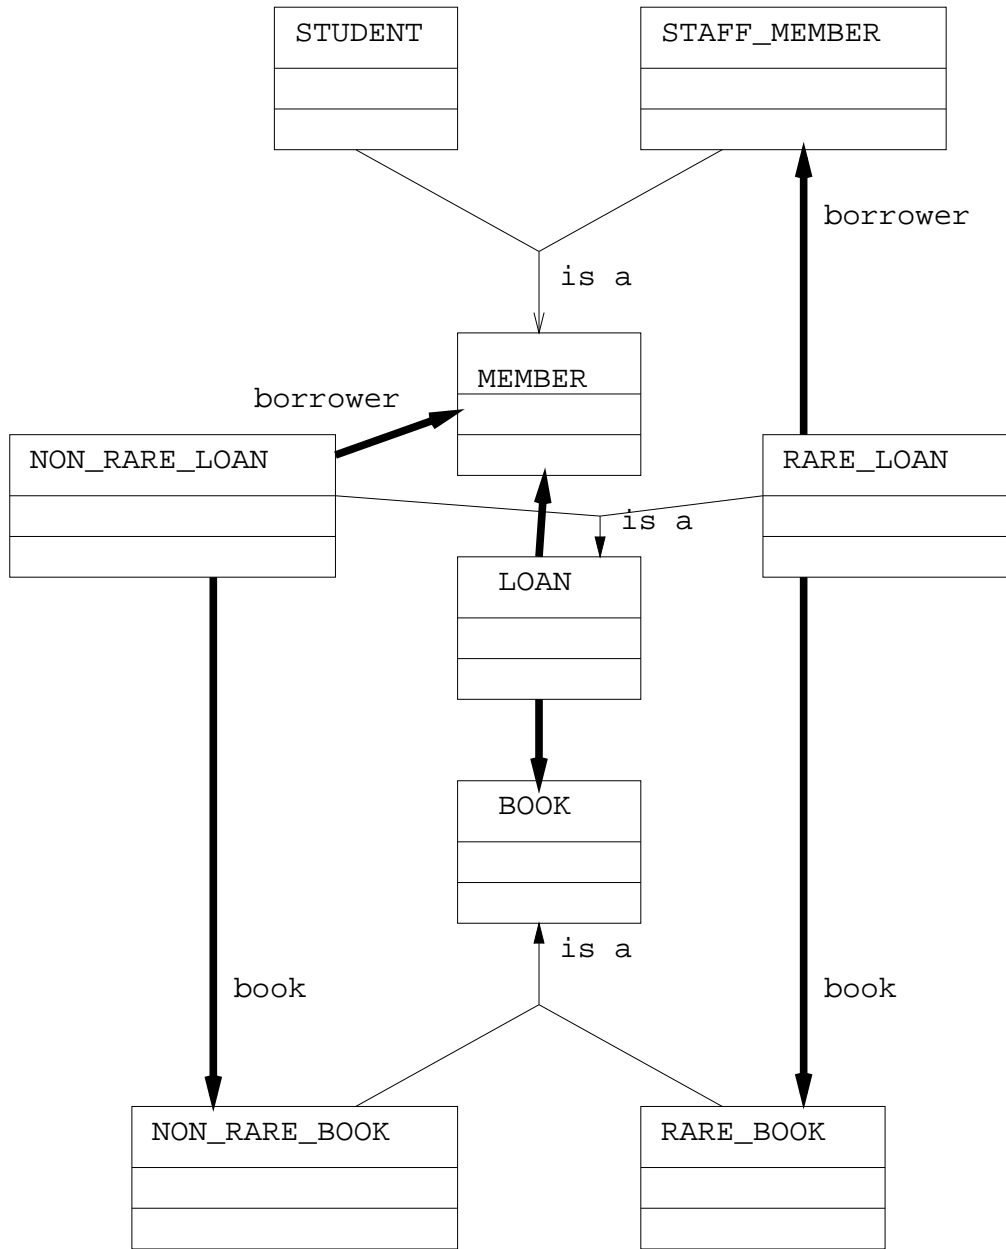 STUDENT
STAFF_MEMBER
borrower
is a
MEMBER
borrower
NON_RARE_LOAN
RARE_LOAN
is a
LOAN
BOOK
is a
book
book
NON_RARE_BOOK
RARE_BOOK